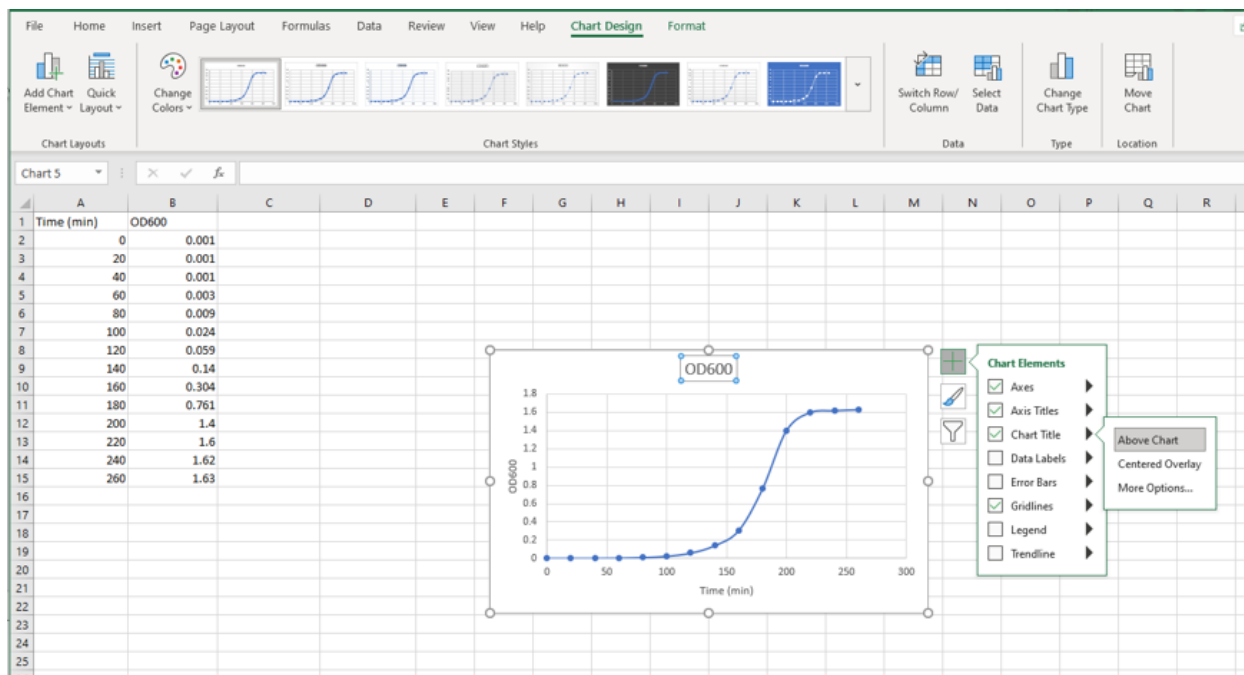 File Home Insert Page Layout Formulas Data Review View Help Chart Design Format
Add Chart Element
Quick Layout
Change Colors
Switch Row/ Column
Select Data
Change Chart Type
Move Chart
Chart Layouts Chart Styles Data Type Location
Chart 5 fx
A B C D E F G H I J K L M N O P Q R
1 Time (min) OD600
2 0 0.001
3 20 0.001
4 40 0.001
5 60 0.003
6 80 0.009
7 100 0.024
8 120 0.059
9 140 0.14
10 160 0.304
11 180 0.761
12 200 1.4
13 220 1.6
14 240 1.62
15 260 1.63
16
17
18
19
20
21
22
23
24
25
OD600
1.8
1.6
1.4
1.2
1
0.8
0.6
0.4
0.2
0
OD600
0 50 100 150 200 250 300
Time (min)
Chart Elements
Axes
Axis Titles
Chart Title
Data Labels
Error Bars
Gridlines
Legend
Trendline
Above Chart
Centered Overlay
More Options...